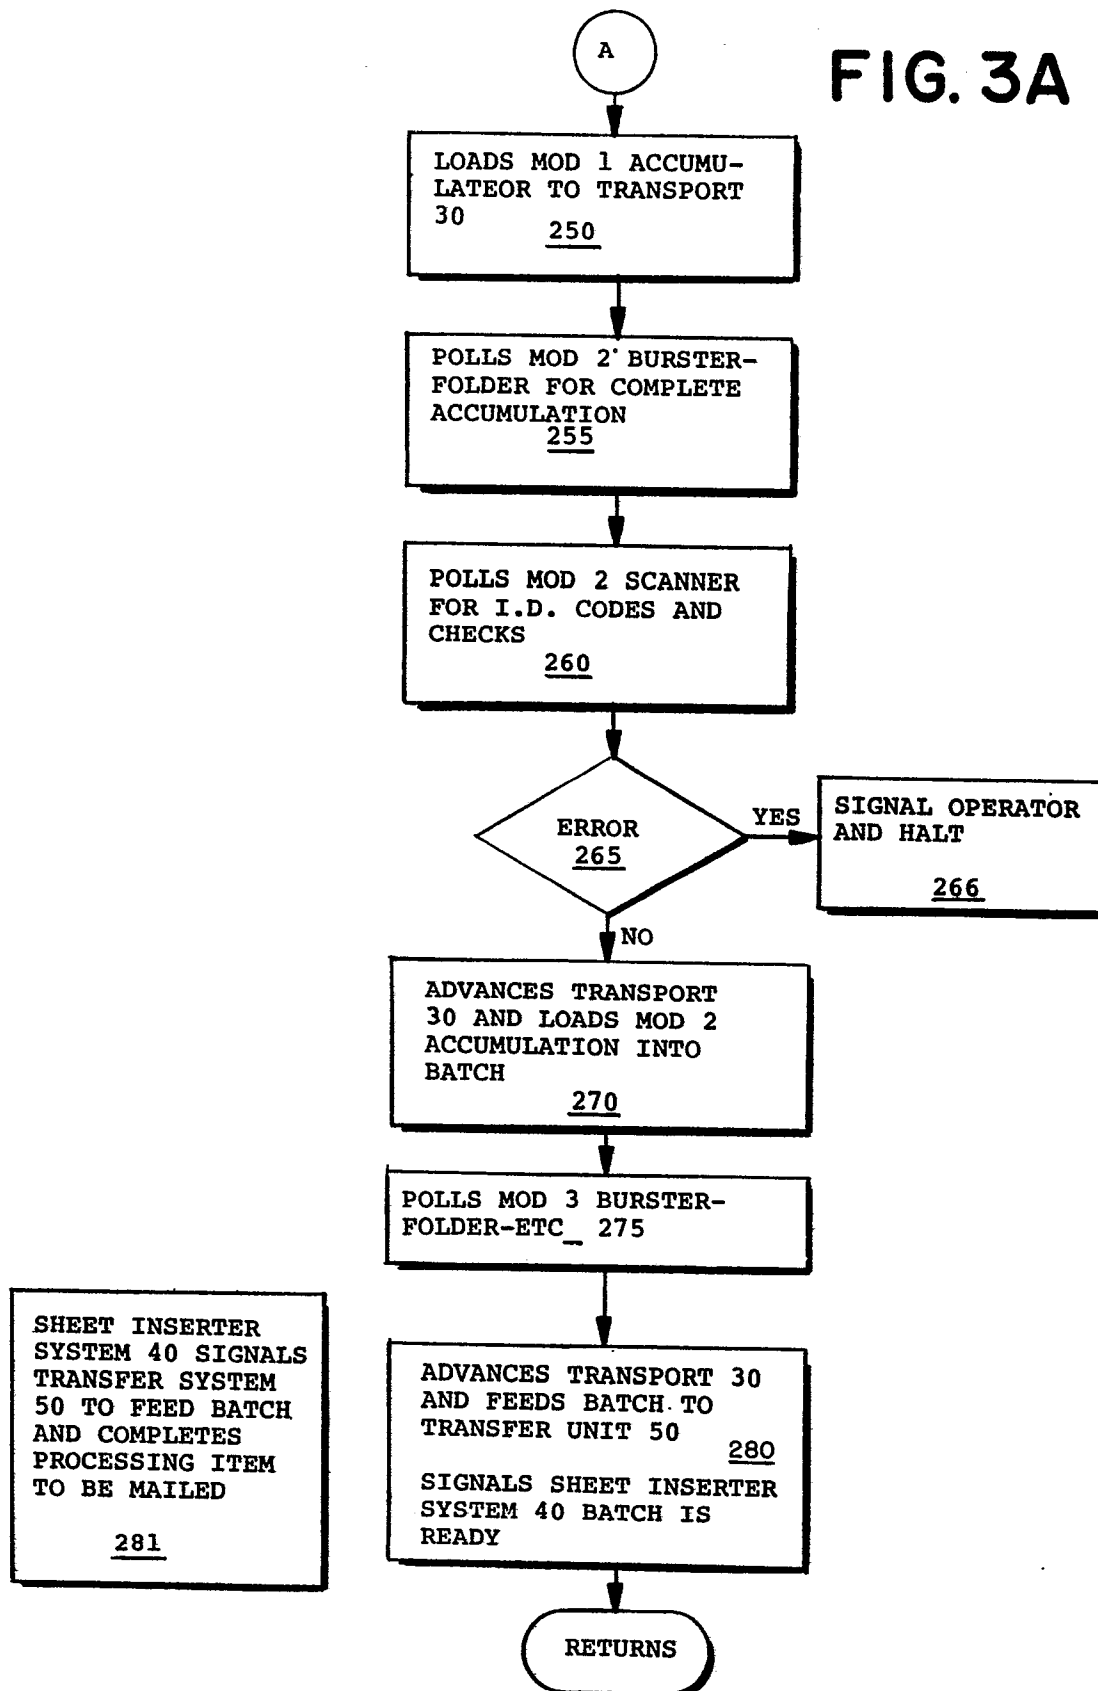 A
FIG. 3A
LOADS MOD 1 ACCUMU-
LATEOR TO TRANSPORT
30
250
POLLS MOD 2 BURSTER-
FOLDER FOR COMPLETE
ACCUMULATION
255
POLLS MOD 2 SCANNER
FOR I.D. CODES AND
CHECKS
260
ERROR
265
YES
SIGNAL OPERATOR
AND HALT
266
NO
ADVANCES TRANSPORT
30 AND LOADS MOD 2
ACCUMULATION INTO
BATCH
270
POLLS MOD 3 BURSTER-
FOLDER-ETC_ 275
SHEET INSERTER
SYSTEM 40 SIGNALS
TRANSFER SYSTEM
50 TO FEED BATCH
AND COMPLETES
PROCESSING ITEM
TO BE MAILED
281
ADVANCES TRANSPORT 30
AND FEEDS BATCH TO
TRANSFER UNIT 50
280
SIGNALS SHEET INSERTER
SYSTEM 40 BATCH IS
READY
RETURNS